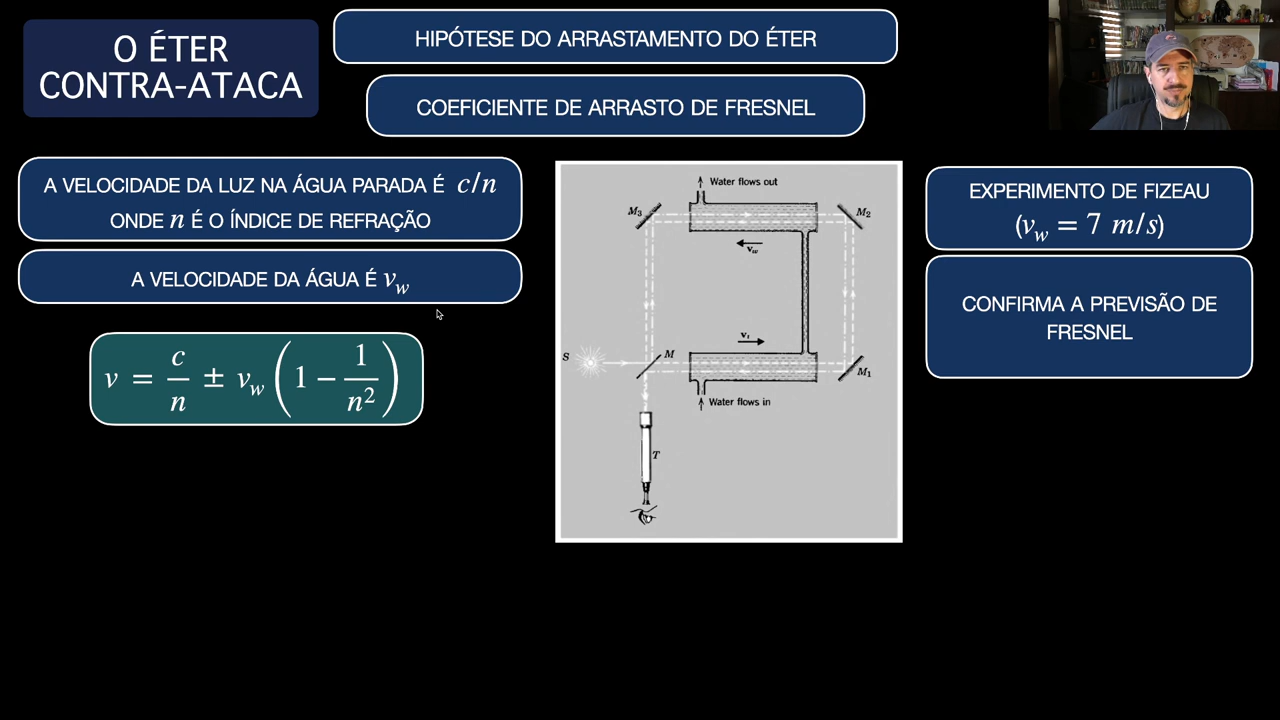 O ÉTER
CONTRA-ATACA
HIPÓTESE DO ARRASTAMENTO DO ÉTER
COEFICIENTE DE ARRASTO DE FRESNEL
A VELOCIDADE DA LUZ NA ÁGUA PARADA É c/n
ONDE n É O ÍNDICE DE REFRAÇÃO
A VELOCIDADE DA ÁGUA É v_w
v = c/n ± v_w (1 − 1/n²)
Water flows out
M₃
M₂
v_w
S
M
M₁
Water flows in
T
EXPERIMENTO DE FIZEAU
(v_w = 7 m/s)
CONFIRMA A PREVISÃO DE
FRESNEL